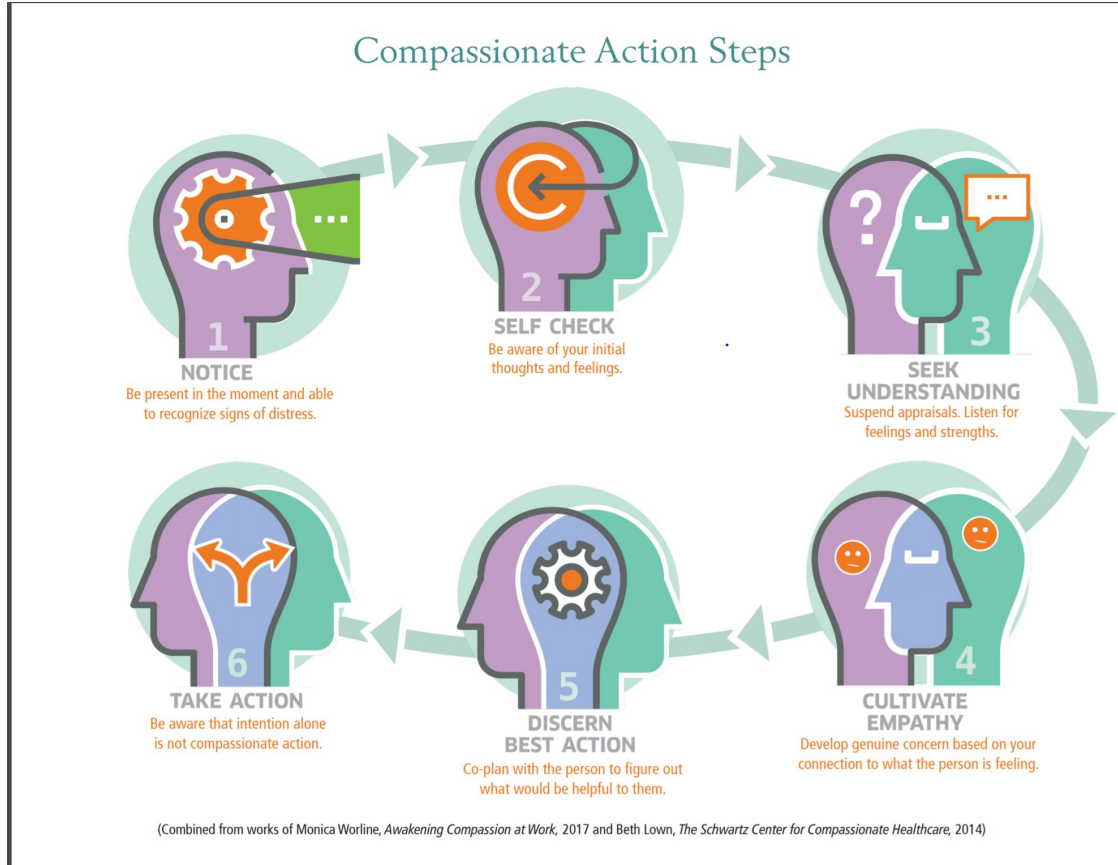 Compassionate Action Steps
1
NOTICE
Be present in the moment and able
to recognize signs of distress.
2
SELF CHECK
Be aware of your initial
thoughts and feelings.
?
...
3
SEEK
UNDERSTANDING
Suspend appraisals. Listen for
feelings and strengths.
4
CULTIVATE
EMPATHY
Develop genuine concern based on your
connection to what the person is feeling.
5
DISCERN
BEST ACTION
Co-plan with the person to figure out
what would be helpful to them.
6
TAKE ACTION
Be aware that intention alone
is not compassionate action.
(Combined from works of Monica Worline, Awakening Compassion at Work, 2017 and Beth Lown, The Schwartz Center for Compassionate Healthcare, 2014)